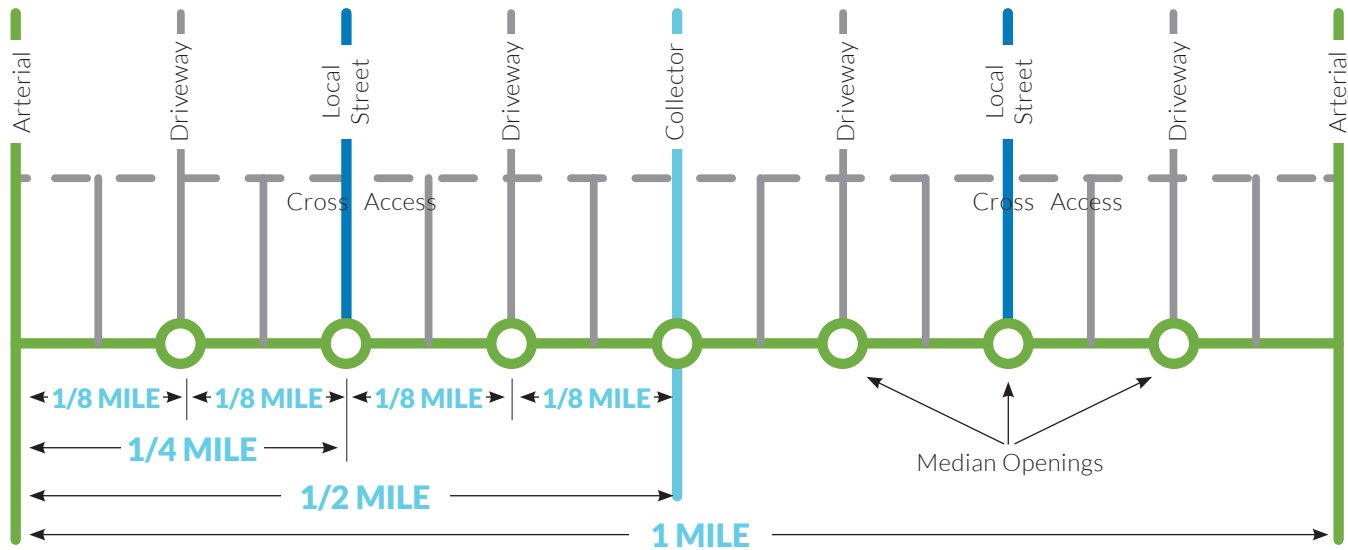 Arterial
Driveway
Local
Street
Driveway
Collector
Driveway
Local
Street
Driveway
Arterial
Cross Access
Cross Access
1/8 MILE
1/8 MILE
1/8 MILE
1/8 MILE
1/4 MILE
Median Openings
1/2 MILE
1 MILE